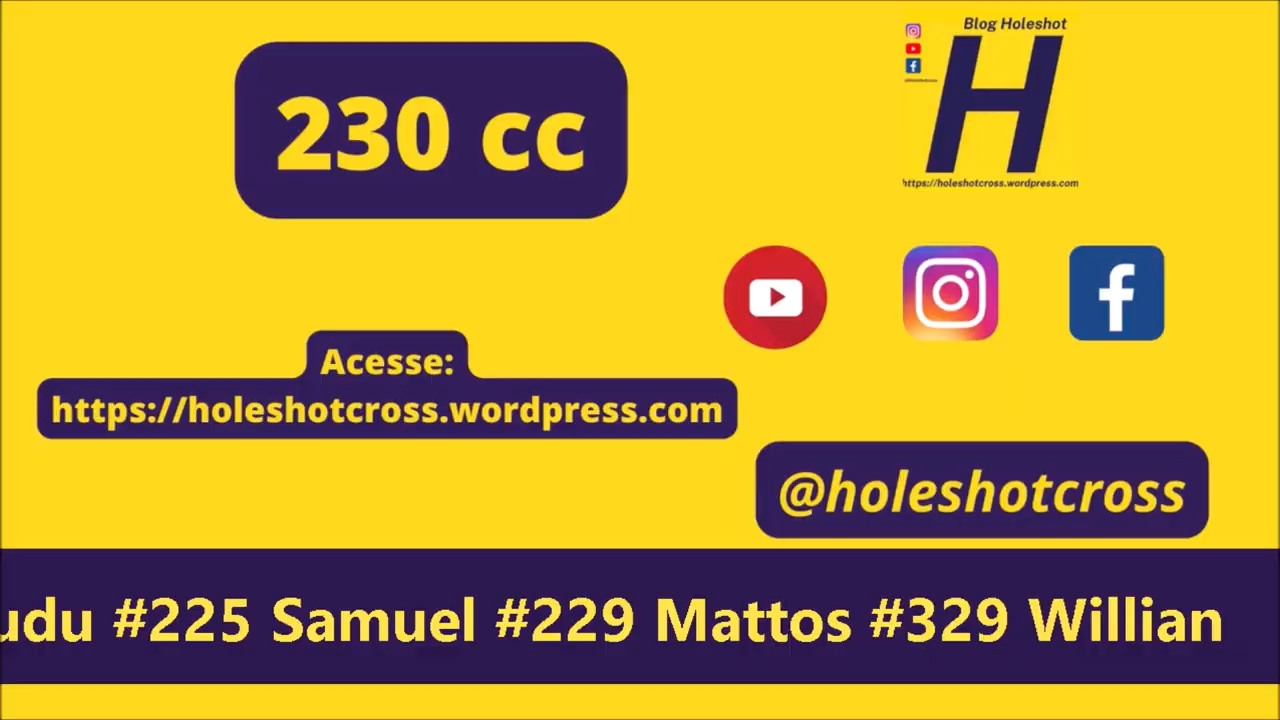 Blog Holeshot
H
https://holeshotcross.wordpress.com
230 cc
Acesse:
https://holeshotcross.wordpress.com
@holeshotcross
udu #225 Samuel #229 Mattos #329 Willian